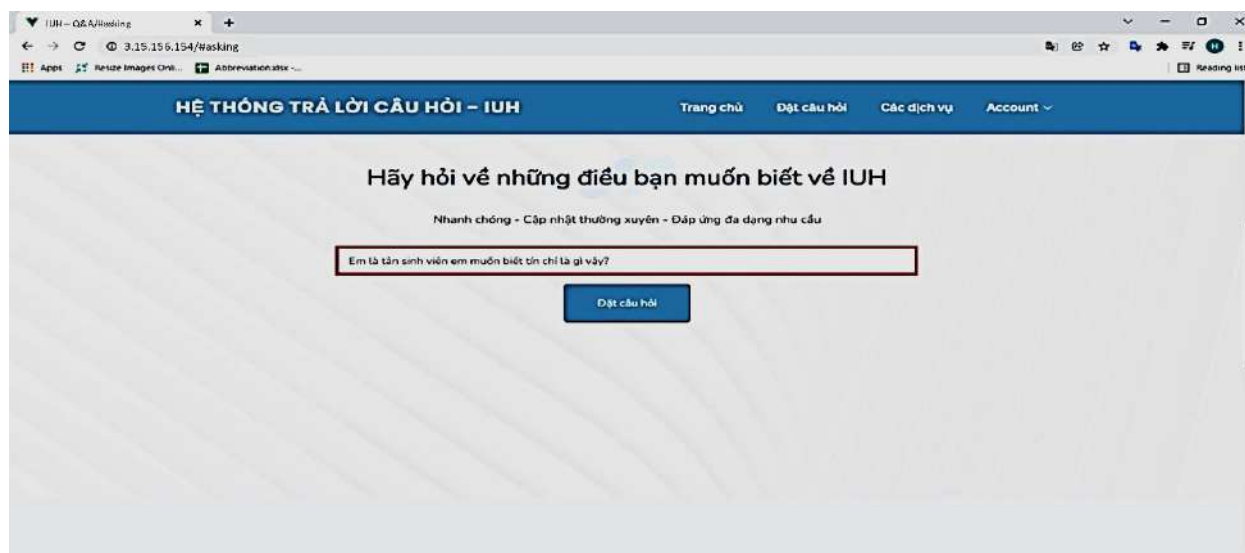 IUH – Q&A/#asking
3.15.156.154/#asking
Apps Resize Images Onli... Abbreviation.xlsx -... Reading list
HỆ THỐNG TRẢ LỜI CÂU HỎI – IUH Trang chủ Đặt câu hỏi Các dịch vụ Account
Hãy hỏi về những điều bạn muốn biết về IUH
Nhanh chóng - Cập nhật thường xuyên - Đáp ứng đa dạng nhu cầu
Em là tân sinh viên em muốn biết tín chỉ là gì vậy?
Đặt câu hỏi